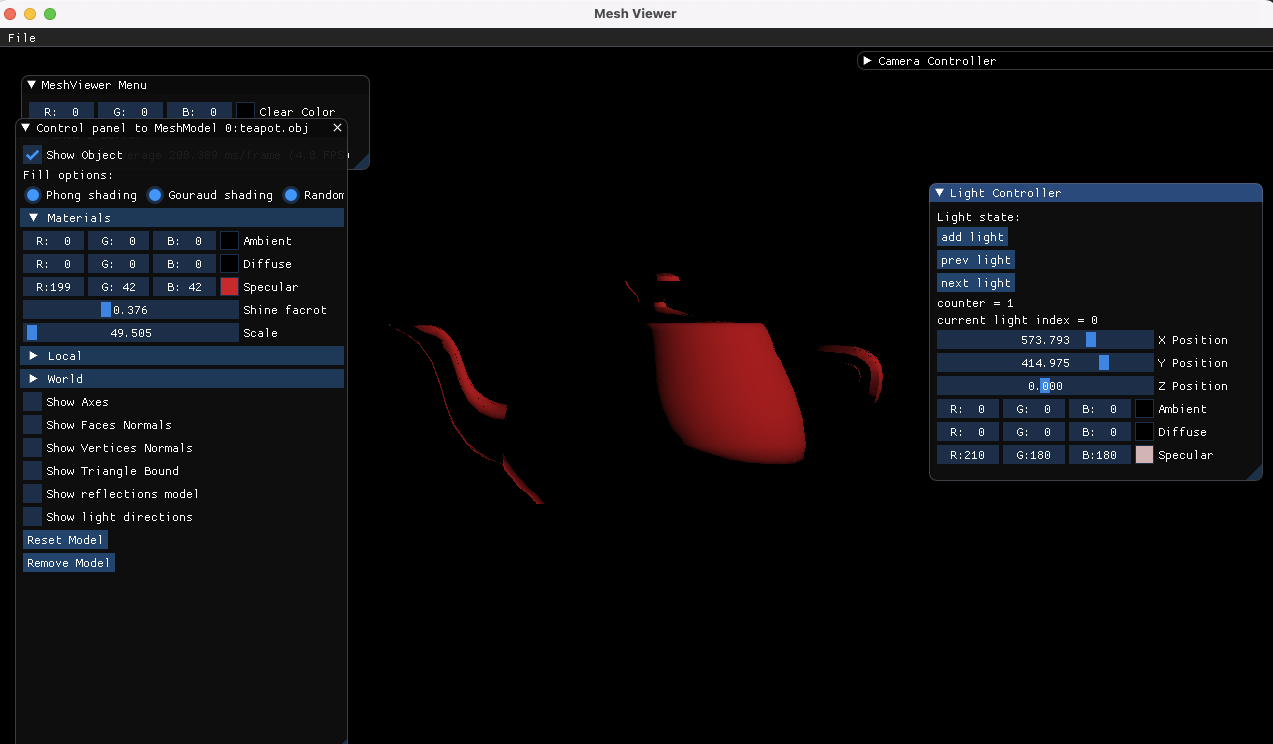 Mesh Viewer
File
Camera Controller
MeshViewer Menu
R: 0 G: 0 B: 0 Clear Color
Control panel to MeshModel 0:teapot.obj
Show Object erage 208.389 ms/frame (4.8 FPS)
Fill options:
Phong shading Gouraud shading Random
Materials
R: 0 G: 0 B: 0 Ambient
R: 0 G: 0 B: 0 Diffuse
R:199 G: 42 B: 42 Specular
0.376 Shine facrot
49.505 Scale
Local
World
Show Axes
Show Faces Normals
Show Vertices Normals
Show Triangle Bound
Show reflections model
Show light directions
Reset Model
Remove Model
Light Controller
Light state:
add light
prev light
next light
counter = 1
current light index = 0
573.793 X Position
414.975 Y Position
0.000 Z Position
R: 0 G: 0 B: 0 Ambient
R: 0 G: 0 B: 0 Diffuse
R:210 G:180 B:180 Specular